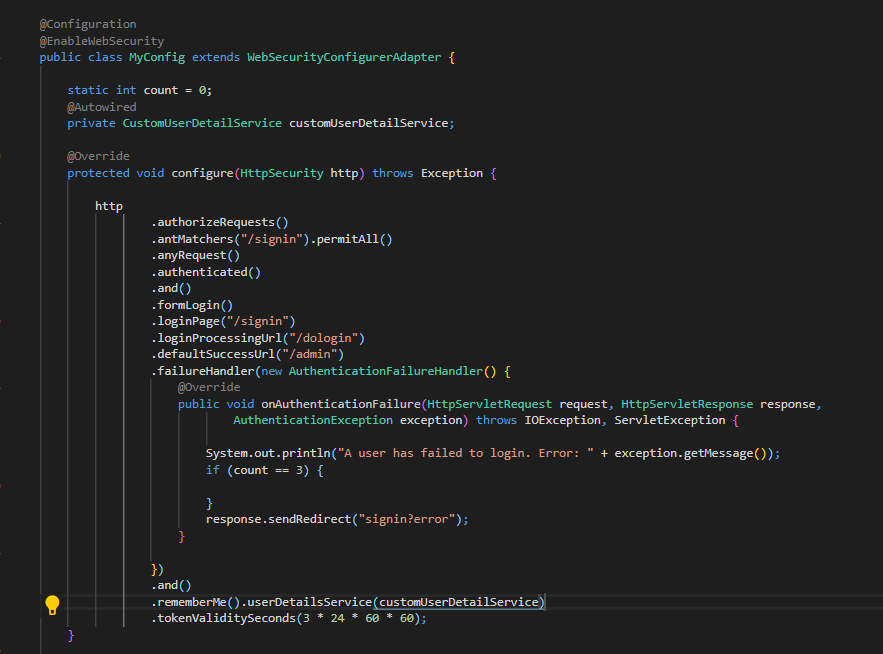 @Configuration
@EnableWebSecurity
public class MyConfig extends WebSecurityConfigurerAdapter {
static int count = 0;
@Autowired
private CustomUserDetailService customUserDetailService;
@Override
protected void configure(HttpSecurity http) throws Exception {
http
.authorizeRequests()
.antMatchers("/signin").permitAll()
.anyRequest()
.authenticated()
.and()
.formLogin()
.loginPage("/signin")
.loginProcessingUrl("/dologin")
.defaultSuccessUrl("/admin")
.failureHandler(new AuthenticationFailureHandler() {
@Override
public void onAuthenticationFailure(HttpServletRequest request, HttpServletResponse response,
AuthenticationException exception) throws IOException, ServletException {
System.out.println("A user has failed to login. Error: " + exception.getMessage());
if (count == 3) {
}
response.sendRedirect("signin?error");
}
})
.and()
.rememberMe().userDetailsService(customUserDetailService)
.tokenValiditySeconds(3 * 24 * 60 * 60);
}